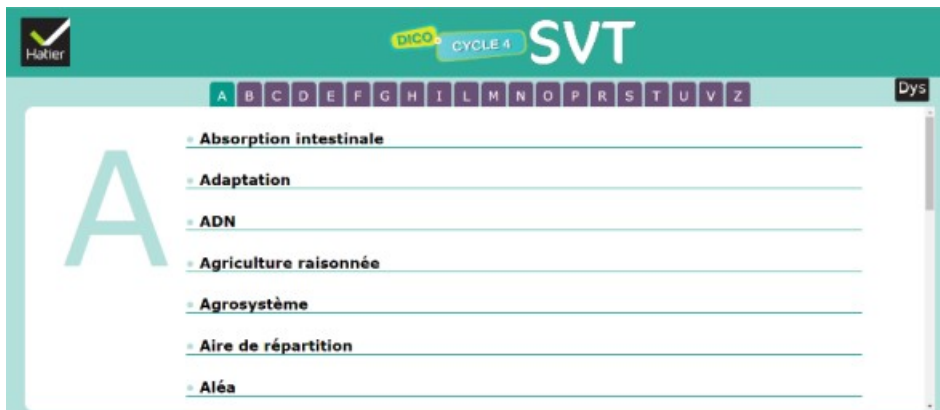 Hatier
DICO CYCLE 4 SVT
A B C D E F G H I L M N O P R S T U V Z
Dys
A
Absorption intestinale
Adaptation
ADN
Agriculture raisonnée
Agrosystème
Aire de répartition
Aléa